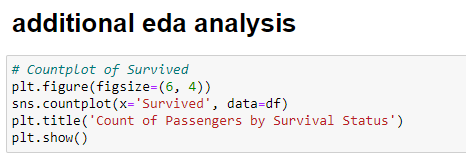 additional eda analysis
# Countplot of Survived
plt.figure(figsize=(6, 4))
sns.countplot(x='Survived', data=df)
plt.title('Count of Passengers by Survival Status')
plt.show()